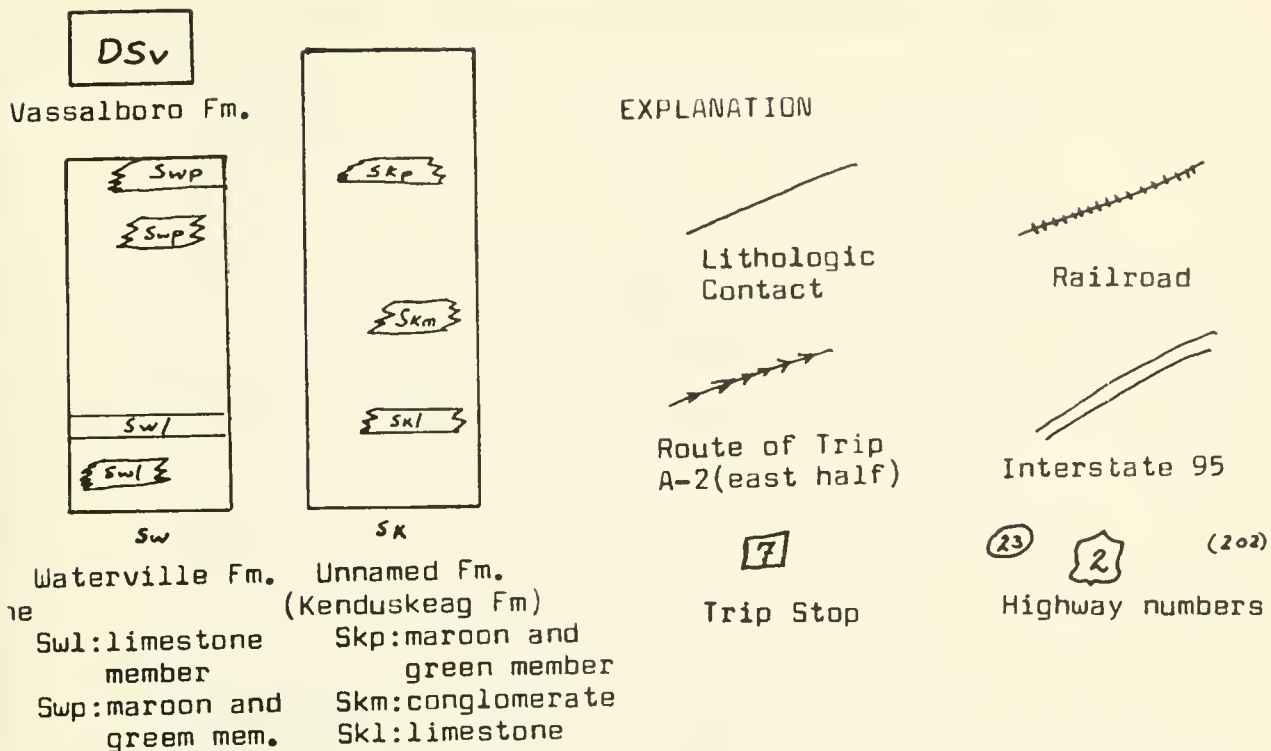 DSv
Vassalboro Fm.
Swp
Swp
Swl
Swl
Sw
Waterville Fm.
ne
Swl:limestone
member
Swp:maroon and
greem mem.
Skp
Skm
Skl
SK
Unnamed Fm.
(Kenduskeag Fm)
Skp:maroon and
green member
Skm:conglomerate
Skl:limestone
EXPLANATION
Lithologic
Contact
Railroad
Route of Trip
A-2(east half)
Interstate 95
7
Trip Stop
23
2
(202)
Highway numbers